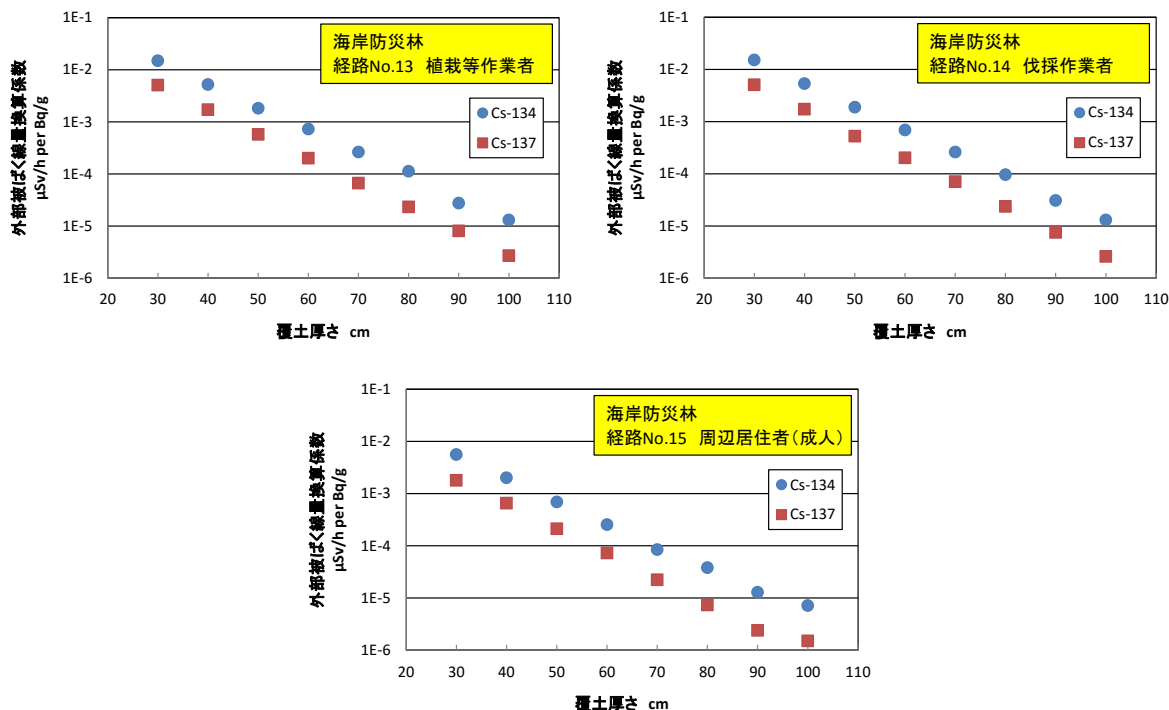 外部被ばく線量換算係数
μSv/h per Bq/g
1E-1
1E-2
1E-3
1E-4
1E-5
1E-6
海岸防災林
経路No.13 植栽等作業者
Cs-134
Cs-137
20 30 40 50 60 70 80 90 100 110
覆土厚さ cm
外部被ばく線量換算係数
μSv/h per Bq/g
1E-1
1E-2
1E-3
1E-4
1E-5
1E-6
海岸防災林
経路No.14 伐採作業者
Cs-134
Cs-137
20 30 40 50 60 70 80 90 100 110
覆土厚さ cm
外部被ばく線量換算係数
μSv/h per Bq/g
1E-1
1E-2
1E-3
1E-4
1E-5
1E-6
海岸防災林
経路No.15 周辺居住者(成人)
Cs-134
Cs-137
20 30 40 50 60 70 80 90 100 110
覆土厚さ cm